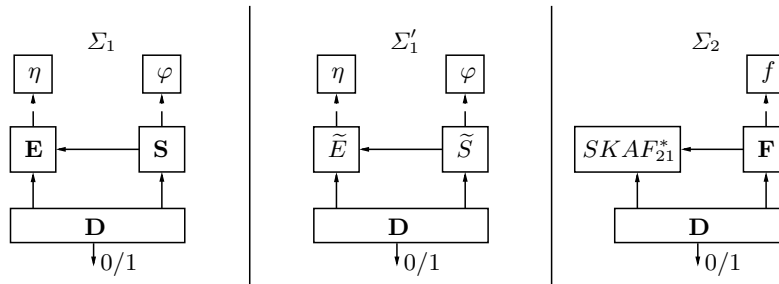 Σ₁ Σ′₁ Σ₂
η φ η φ f
E S Ẽ S̃ SKAF*₂₁ F
D D D
0/1 0/1 0/1